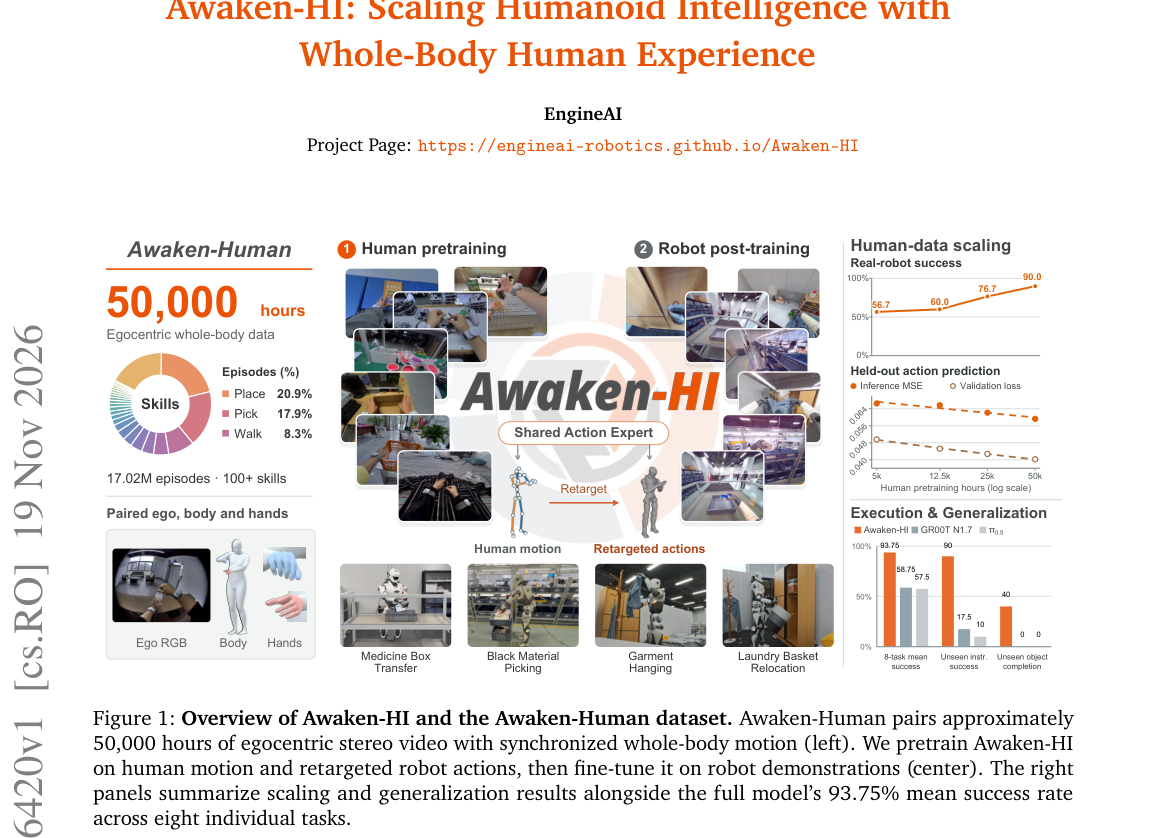 Awaken-HI: Scaling Humanoid Intelligence with
Whole-Body Human Experience
EngineAI
Project Page: https://engineai-robotics.github.io/Awaken-HI
6420v1 [cs.RO] 19 Nov 2026
Awaken-Human
50,000 hours
Egocentric whole-body data
Skills
Episodes (%)
Place 20.9%
Pick 17.9%
Walk 8.3%
17.02M episodes · 100+ skills
Paired ego, body and hands
Ego RGB Body Hands
1 Human pretraining
2 Robot post-training
Awaken-HI
Shared Action Expert
Retarget
Human motion
Retargeted actions
Medicine Box
Transfer
Black Material
Picking
Garment
Hanging
Laundry Basket
Relocation
Human-data scaling
Real-robot success
100%
50%
0%
56.7 60.0 76.7 90.0
Held-out action prediction
Inference MSE Validation loss
0.064
0.056
0.048
0.040
5k 12.5k 25k 50k
Human pretraining hours (log scale)
Execution & Generalization
Awaken-HI GR00T N1.7 π0.5
100%
50%
0%
93.75 58.75 57.5
90 17.5 10
40 0 0
8-task mean
success
Unseen instr.
success
Unseen object
completion
Figure 1: Overview of Awaken-HI and the Awaken-Human dataset. Awaken-Human pairs approximately
50,000 hours of egocentric stereo video with synchronized whole-body motion (left). We pretrain Awaken-HI
on human motion and retargeted robot actions, then fine-tune it on robot demonstrations (center). The right
panels summarize scaling and generalization results alongside the full model's 93.75% mean success rate
across eight individual tasks.